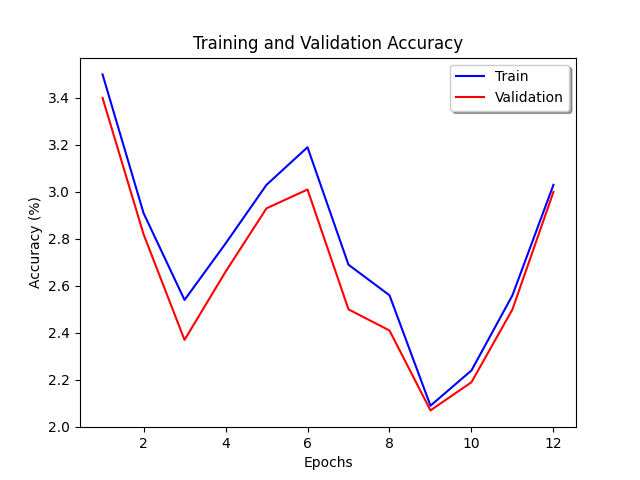 Training and Validation Accuracy
Train
Validation
Accuracy (%)
3.4
3.2
3.0
2.8
2.6
2.4
2.2
2.0
2 4 6 8 10 12
Epochs